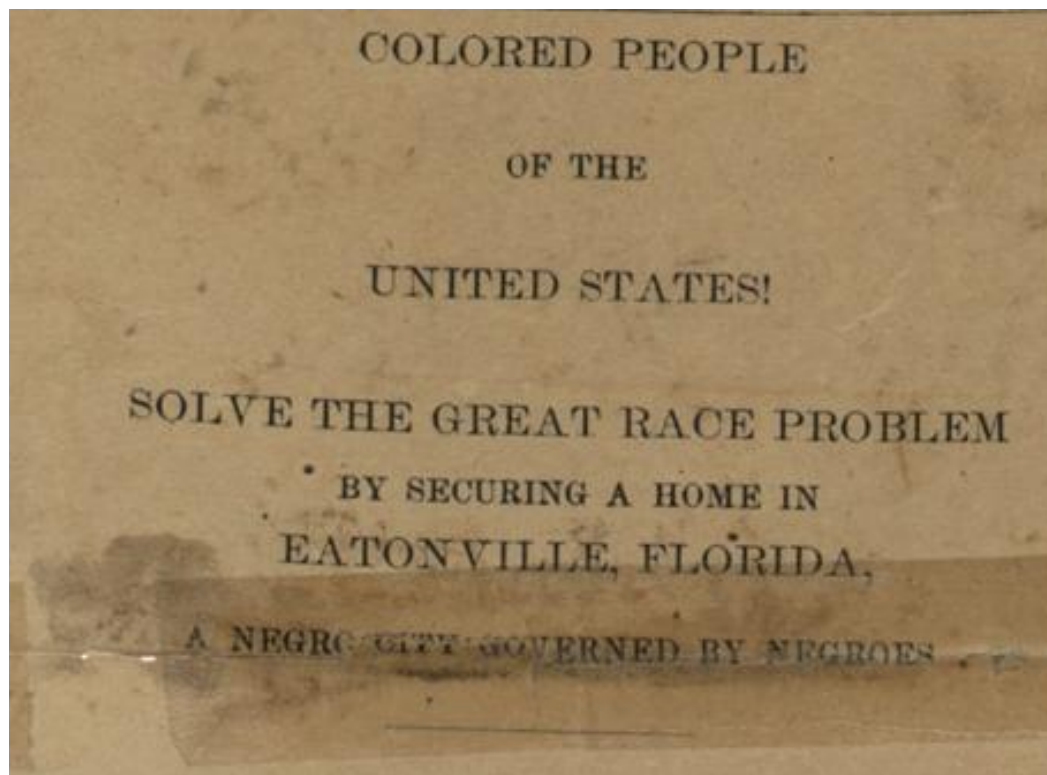 COLORED PEOPLE
OF THE
UNITED STATES!
SOLVE THE GREAT RACE PROBLEM
BY SECURING A HOME IN
EATONVILLE, FLORIDA,
A NEGRO CITY GOVERNED BY NEGROES.